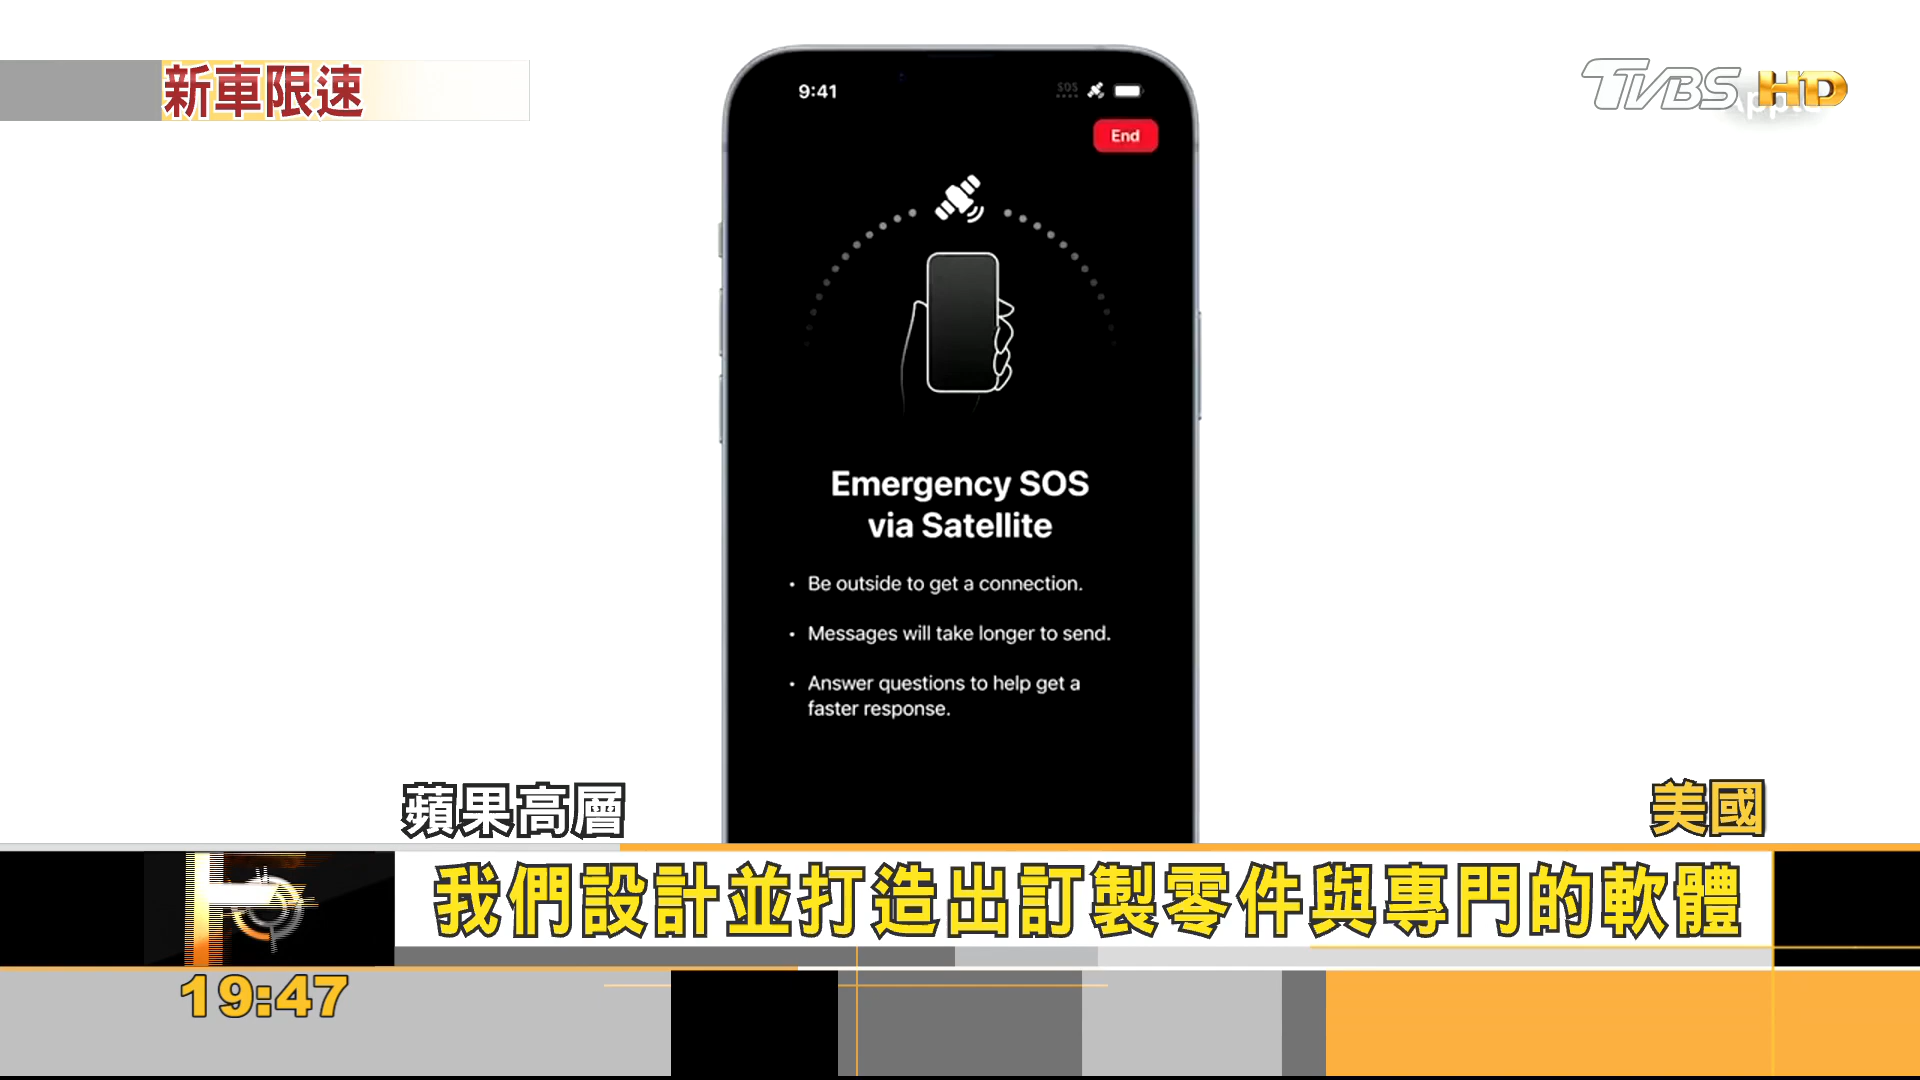 新車限速
TVBS HD
Apple
9:41
SOS
End
Emergency SOS
via Satellite
• Be outside to get a connection.
• Messages will take longer to send.
• Answer questions to help get a
faster response.
蘋果高層
美國
我們設計並打造出訂製零件與專門的軟體
19:47